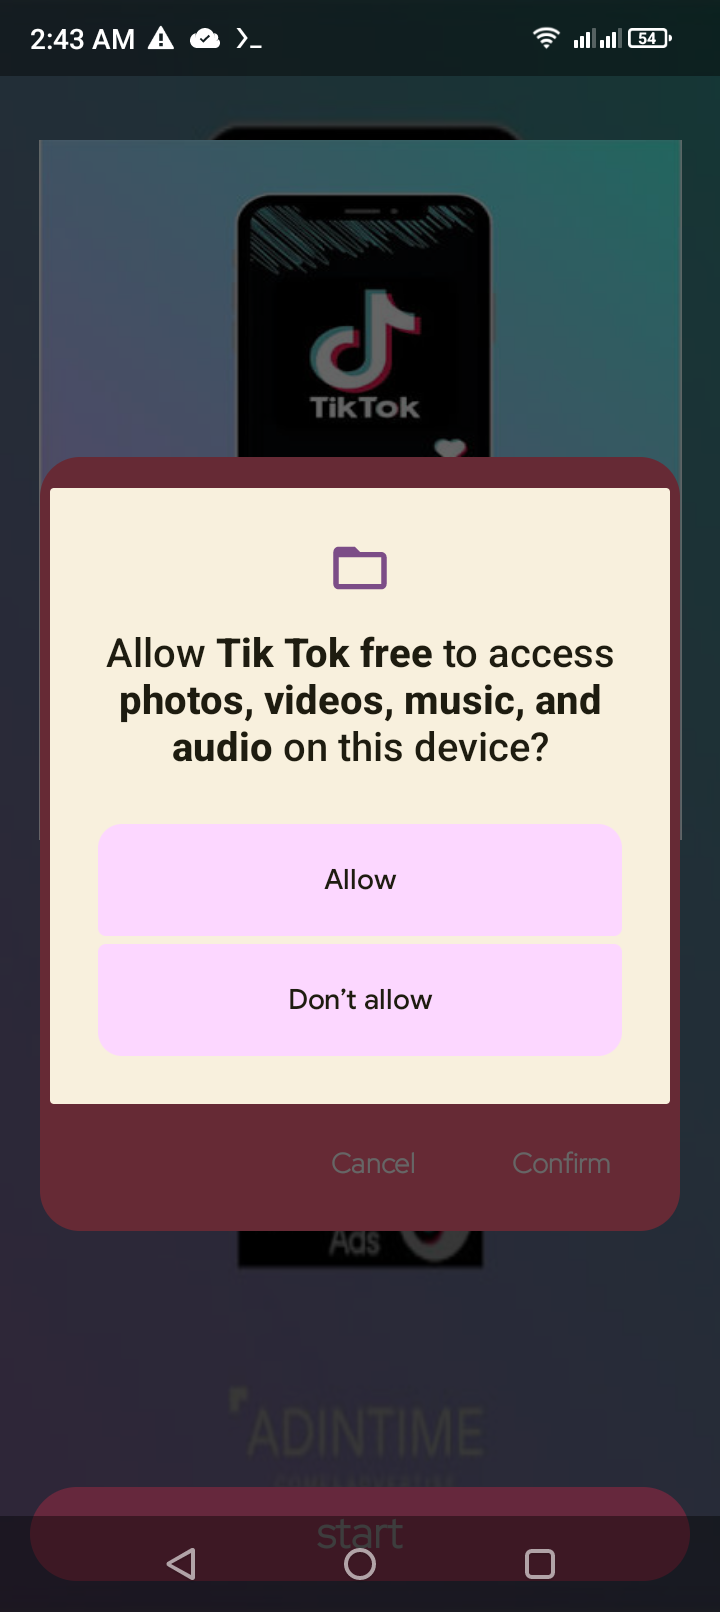 2:43 AM
54
TikTok
Allow Tik Tok free to access
photos, videos, music, and
audio on this device?
Allow
Don’t allow
Cancel
Confirm
Ads
ADINTIME
start